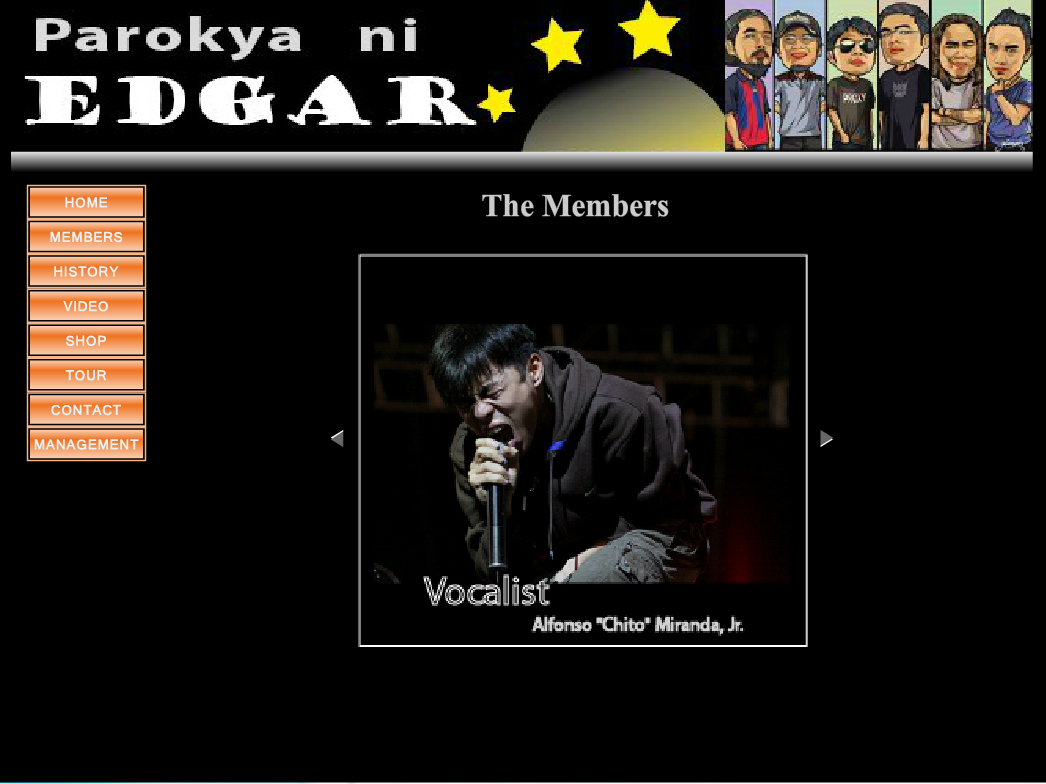 Parokya ni
EDGAR
HOME
MEMBERS
HISTORY
VIDEO
SHOP
TOUR
CONTACT
MANAGEMENT
The Members
Vocalist
Alfonso "Chito" Miranda, Jr.